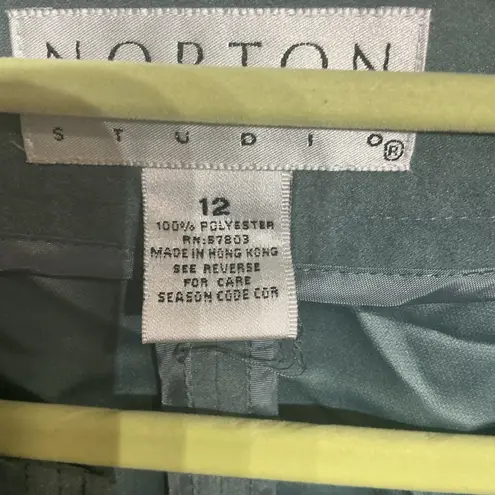 NORTON
STUDIO®
12
100% POLYESTER
RN:57803
MADE IN HONG KONG
SEE REVERSE
FOR CARE
SEASON CODE COR